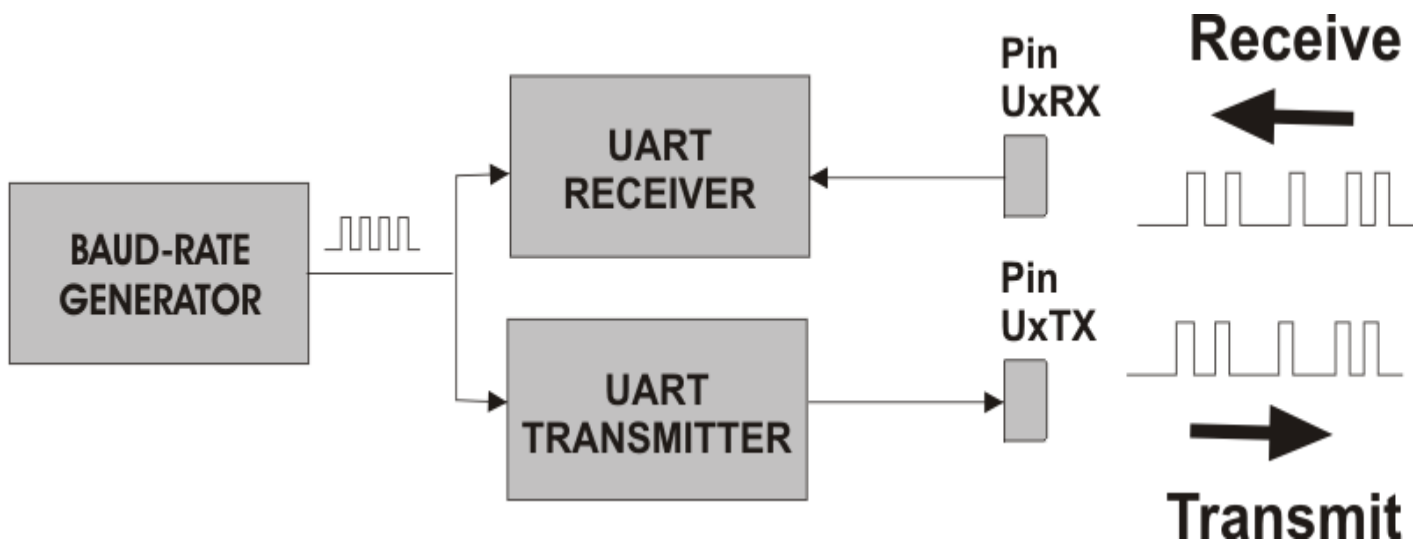 BAUD-RATE
GENERATOR
UART
RECEIVER
Pin
UxRX
Receive
UART
TRANSMITTER
Pin
UxTX
Transmit